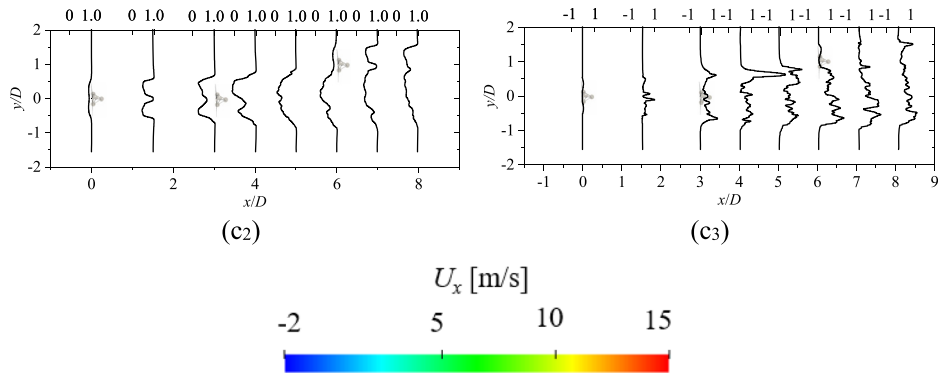 0 1.0 0 1.0 0 1.0 0 1.0 0 1.0 0 1.0 0 1.0 0 1.0
2
1
0
-1
-2
y/D
0 2 4 6 8
x/D
(c2)
-1 1 -1 1 -1 1 -1 1 -1 1 -1 1 -1 1 -1 1
2
1
0
-1
-2
y/D
-1 0 1 2 3 4 5 6 7 8 9
x/D
(c3)
Ux [m/s]
-2 5 10 15